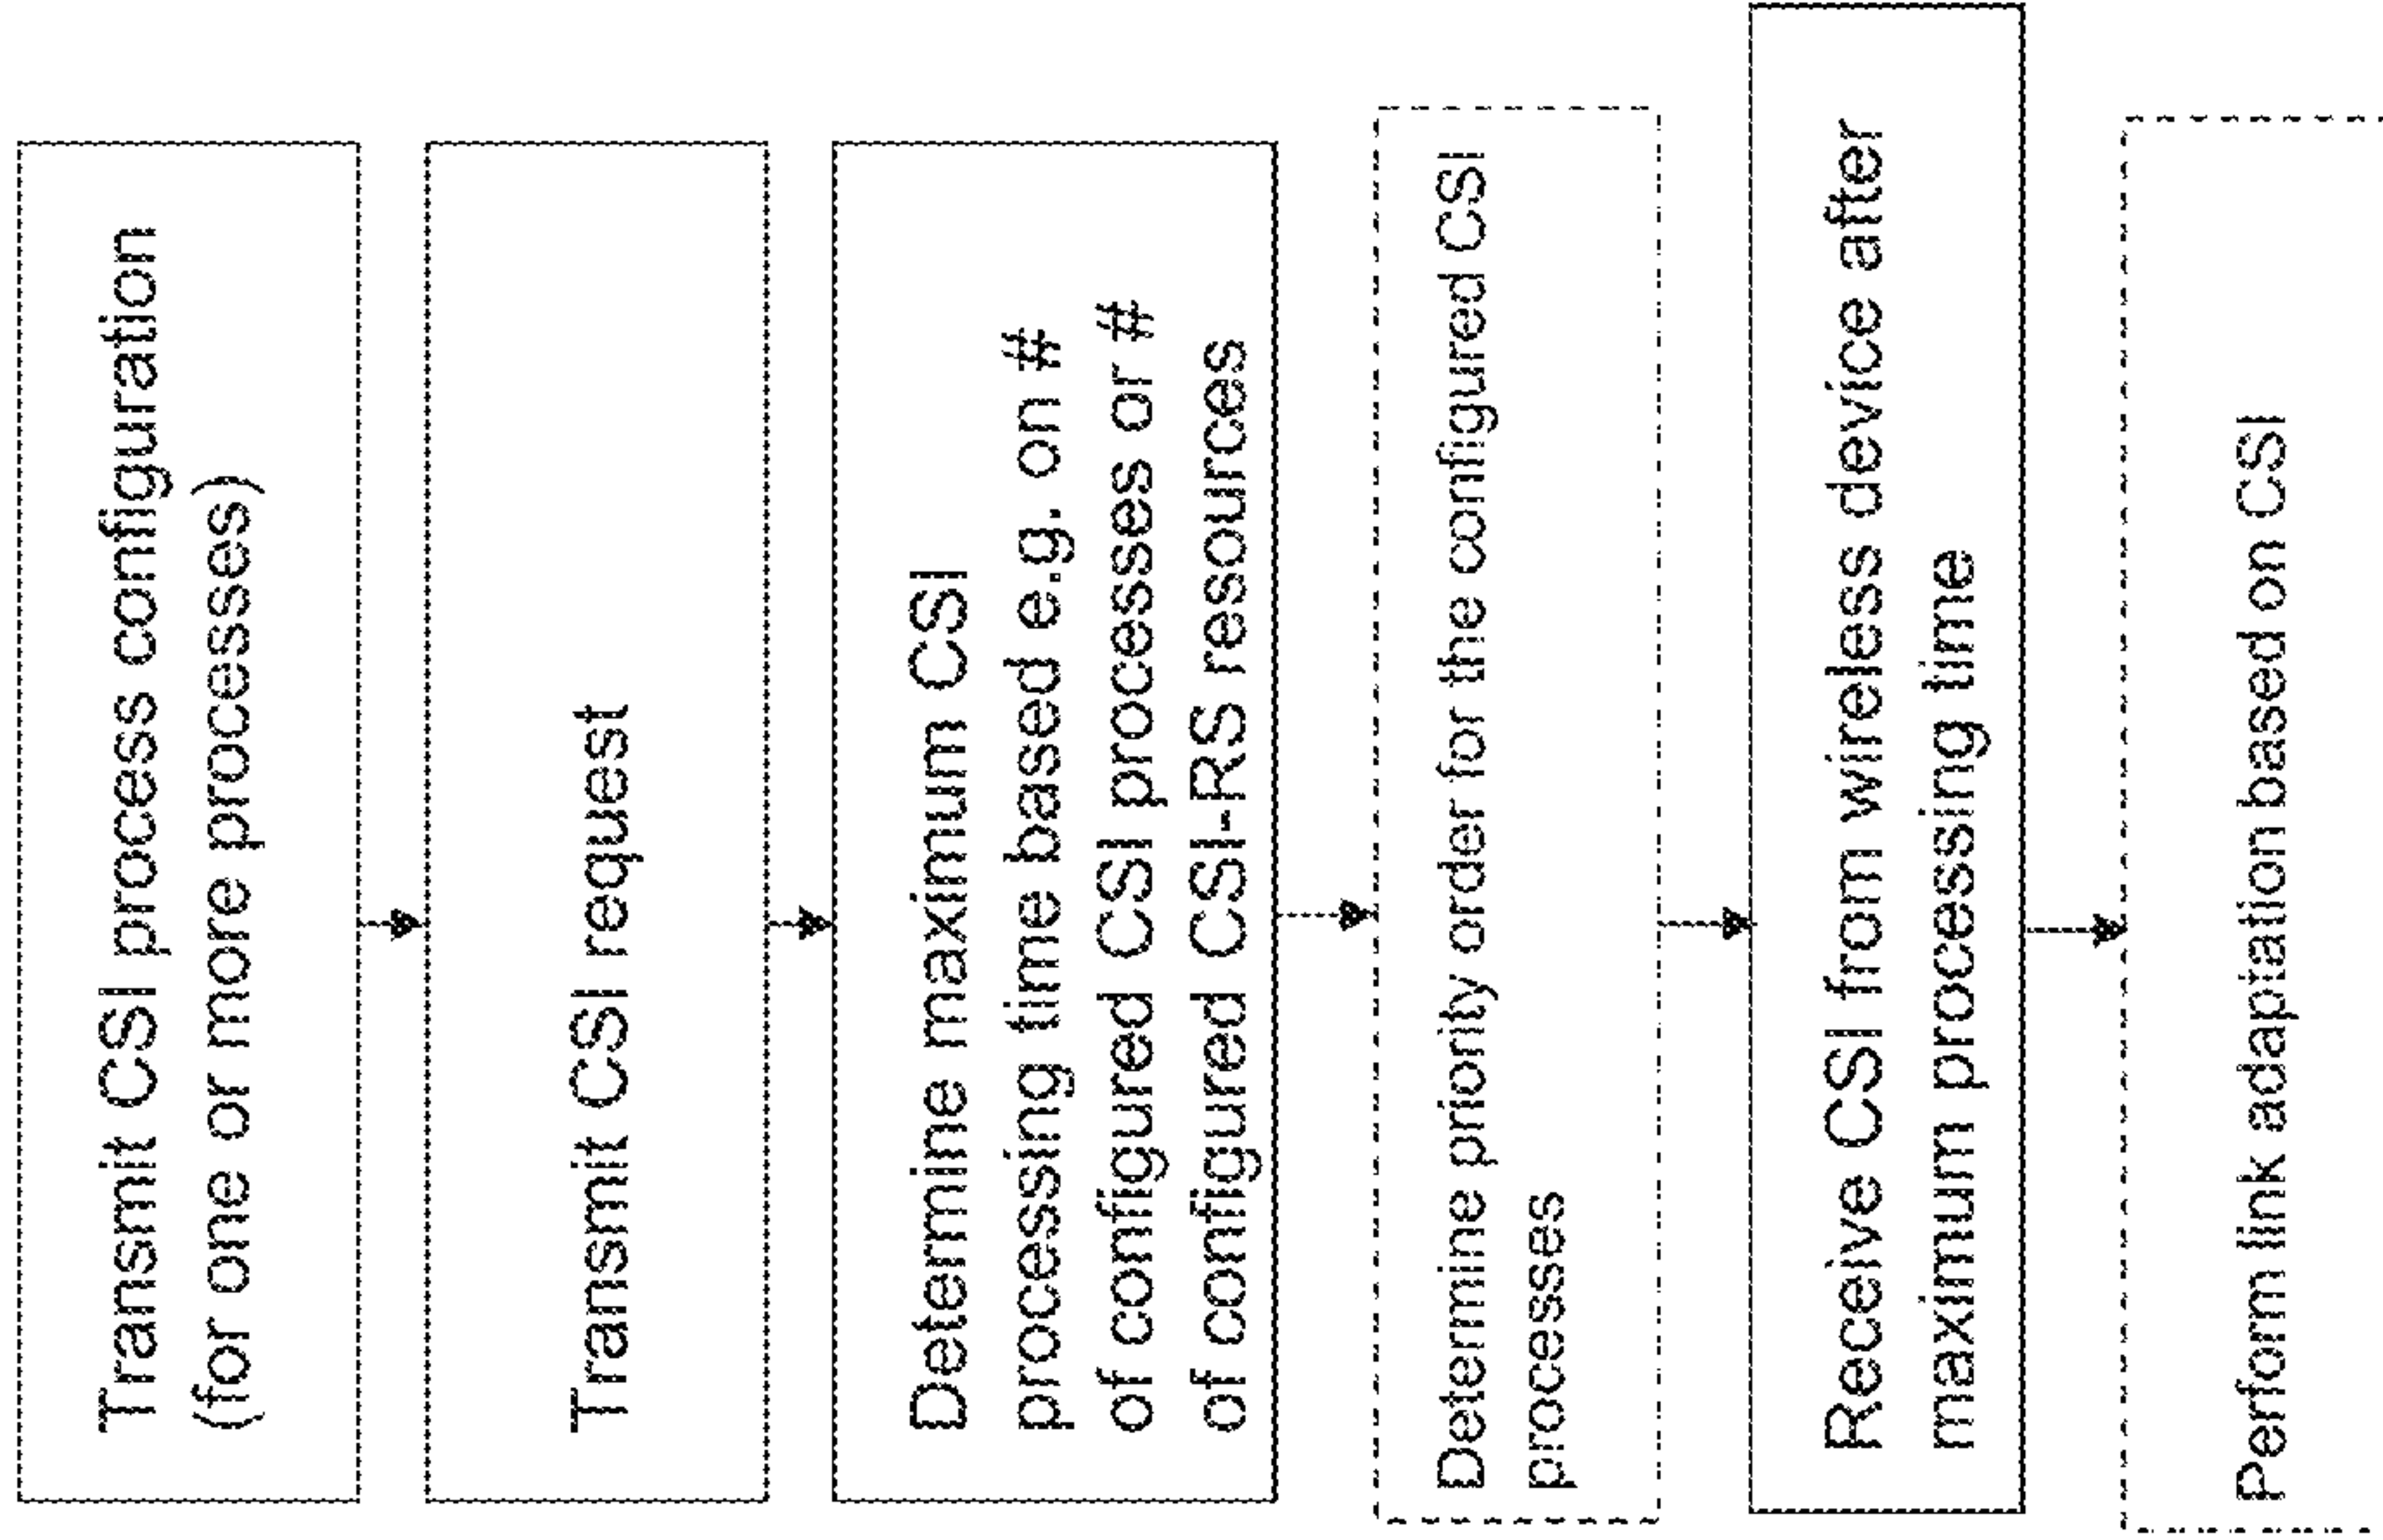 Transmit CSI process configuration
(for one or more processes)
Transmit CSI request
Determine maximum CSI
processing time based e.g. on #
of configured CSI processes or #
of configured CSI-RS resources
Determine priority order for the configured CSI
processes
Receive CSI from wireless device after
maximum processing time
Perform link adaptation based on CSI